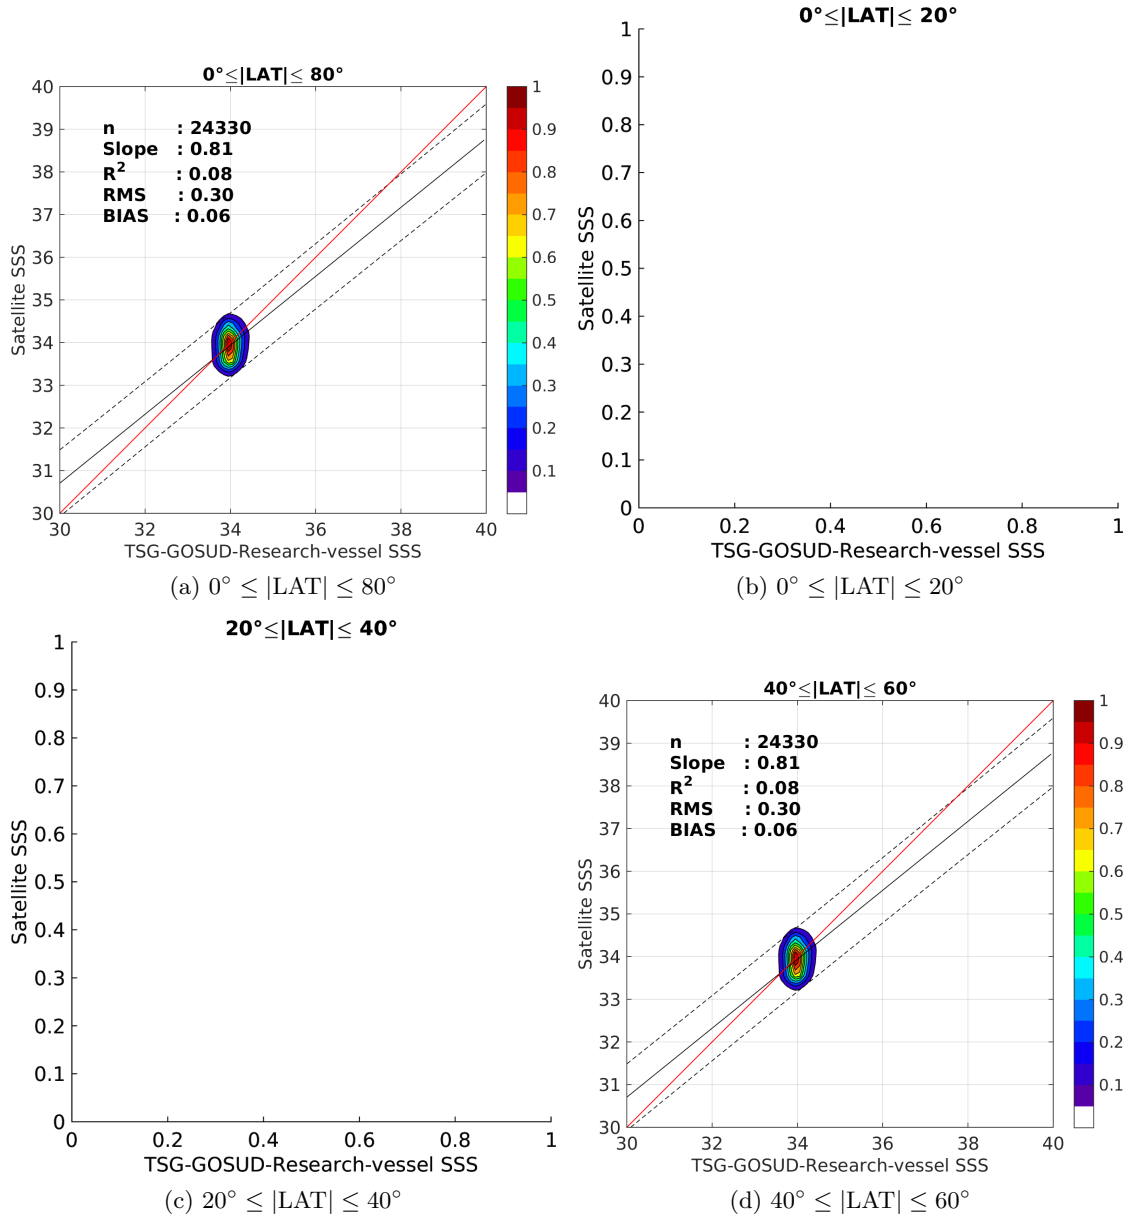 0°≤|LAT|≤ 80°
40
39
38
37
36
35
34
33
32
31
30
30 32 34 36 38 40
n : 24330
Slope : 0.81
R² : 0.08
RMS : 0.30
BIAS : 0.06
1
0.9
0.8
0.7
0.6
0.5
0.4
0.3
0.2
0.1
Satellite SSS
TSG-GOSUD-Research-vessel SSS
(a) 0° ≤ |LAT| ≤ 80°
0°≤|LAT|≤ 20°
1
0.9
0.8
0.7
0.6
0.5
0.4
0.3
0.2
0.1
0
0 0.2 0.4 0.6 0.8 1
Satellite SSS
TSG-GOSUD-Research-vessel SSS
(b) 0° ≤ |LAT| ≤ 20°
20°≤|LAT|≤ 40°
1
0.9
0.8
0.7
0.6
0.5
0.4
0.3
0.2
0.1
0
0 0.2 0.4 0.6 0.8 1
Satellite SSS
TSG-GOSUD-Research-vessel SSS
(c) 20° ≤ |LAT| ≤ 40°
40°≤|LAT|≤ 60°
40
39
38
37
36
35
34
33
32
31
30
30 32 34 36 38 40
n : 24330
Slope : 0.81
R² : 0.08
RMS : 0.30
BIAS : 0.06
1
0.9
0.8
0.7
0.6
0.5
0.4
0.3
0.2
0.1
Satellite SSS
TSG-GOSUD-Research-vessel SSS
(d) 40° ≤ |LAT| ≤ 60°